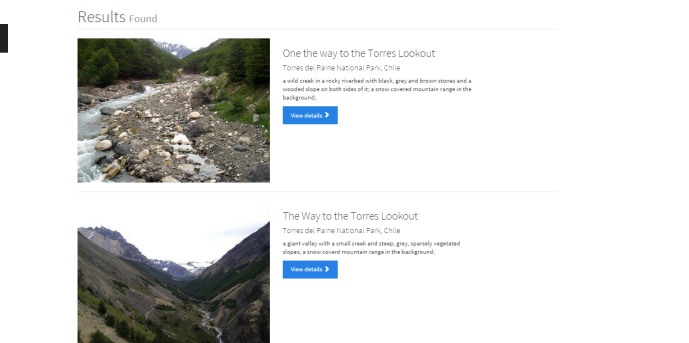 Results Found
One the way to the Torres Lookout
Torres del Paine National Park, Chile
a wild creek in a rocky riverbed with black, grey and brown stones and a
wooded slope on both sides of it; a snow covered mountain range in the
background;
View details
The Way to the Torres Lookout
Torres del Paine National Park, Chile
a giant valley with a small creek and steep, grey, sparsely vegetated
slopes; a snow coverd mountain range in the background;
View details